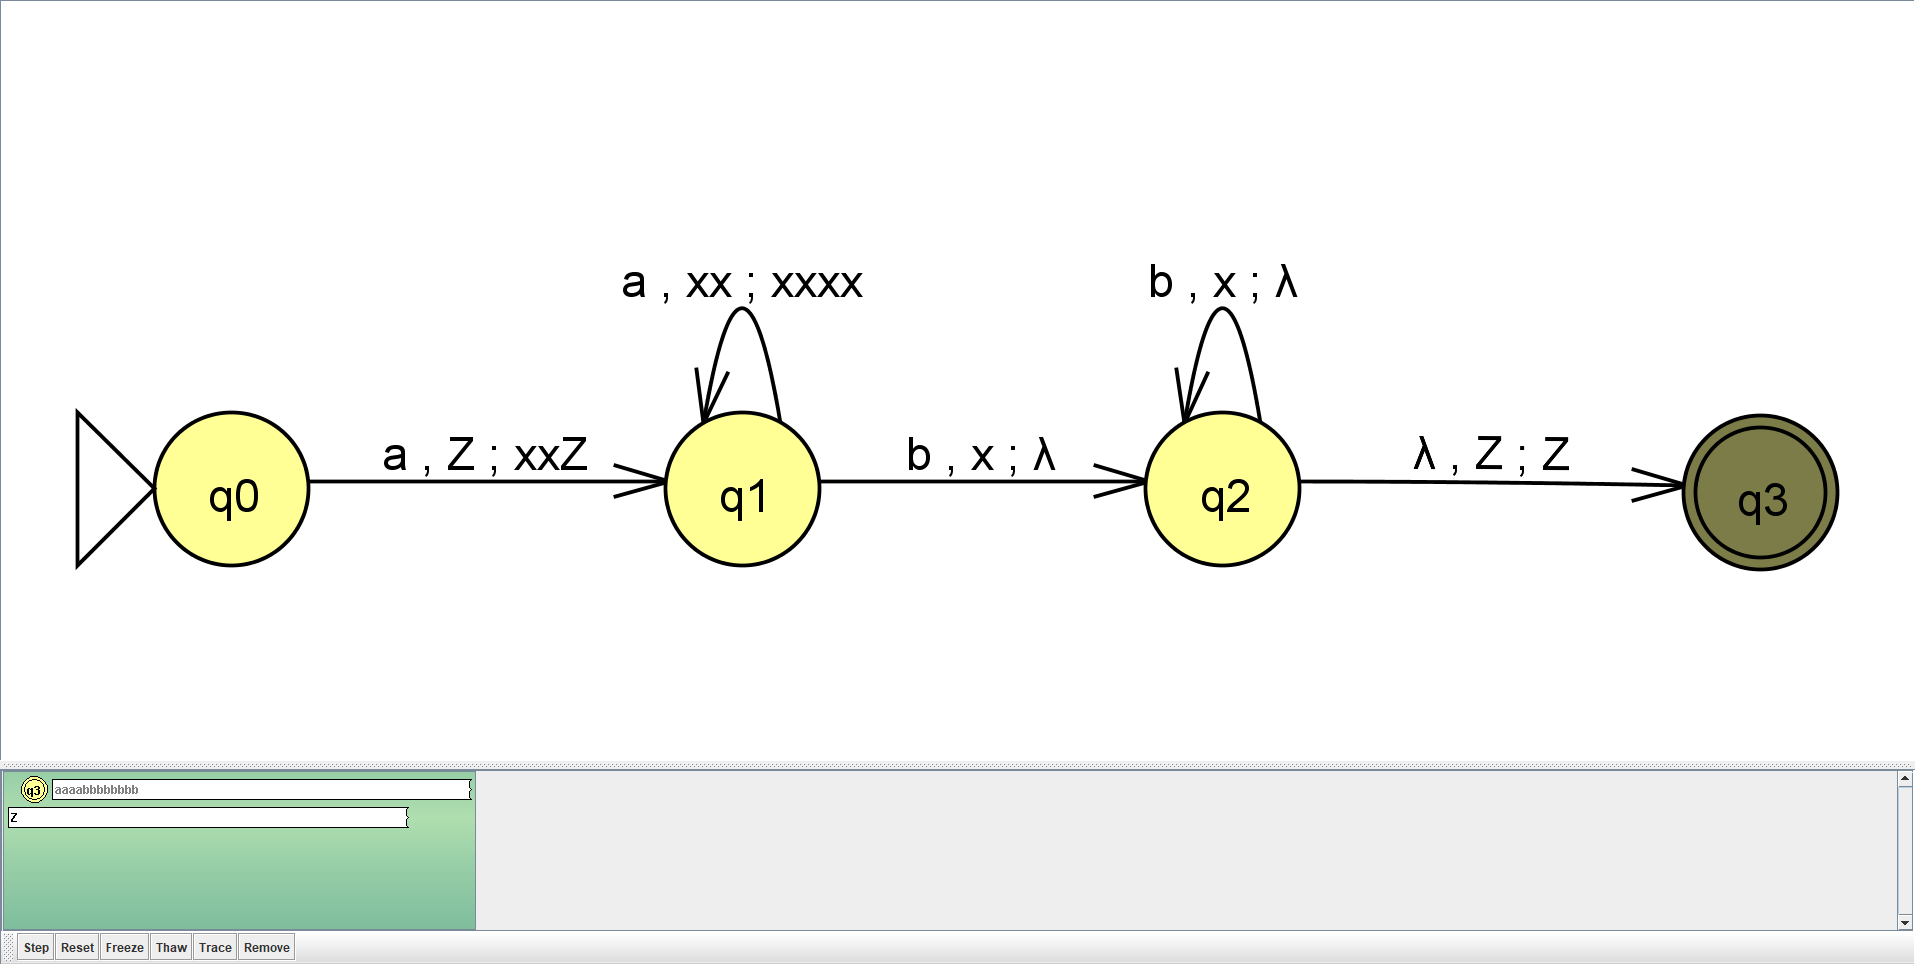 a , xx ; xxxx
b , x ; λ
a , Z ; xxZ
b , x ; λ
λ , Z ; Z
q0
q1
q2
q3
q3 aaaabbbbbbbb
Z
Step Reset Freeze Thaw Trace Remove